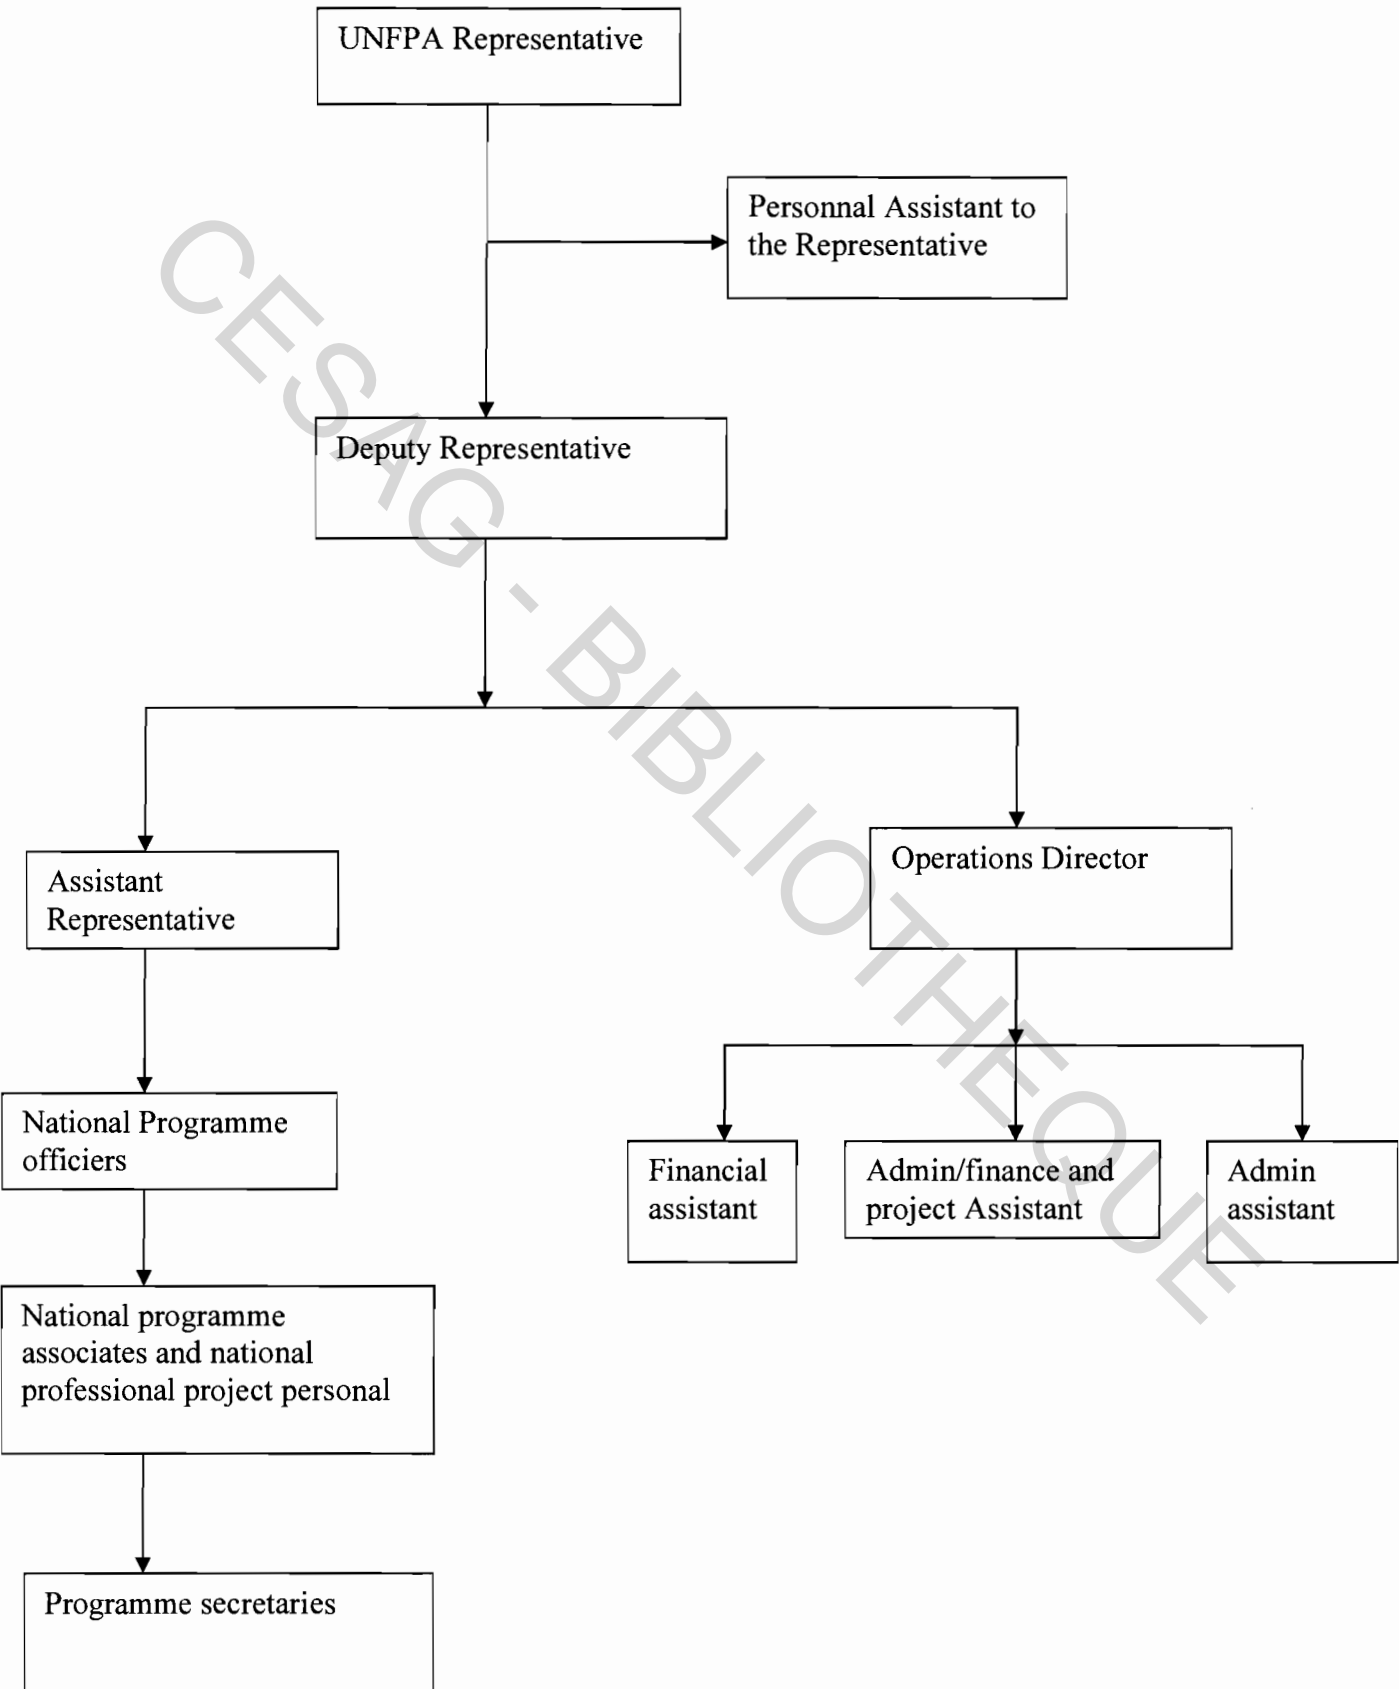 UNFPA Representative
Personnal Assistant to
the Representative
Deputy Representative
Assistant
Representative
Operations Director
National Programme
officiers
Financial
assistant
Admin/finance and
project Assistant
Admin
assistant
National programme
associates and national
professional project personal
Programme secretaries
CESAG - BIBLIOTHEQUE